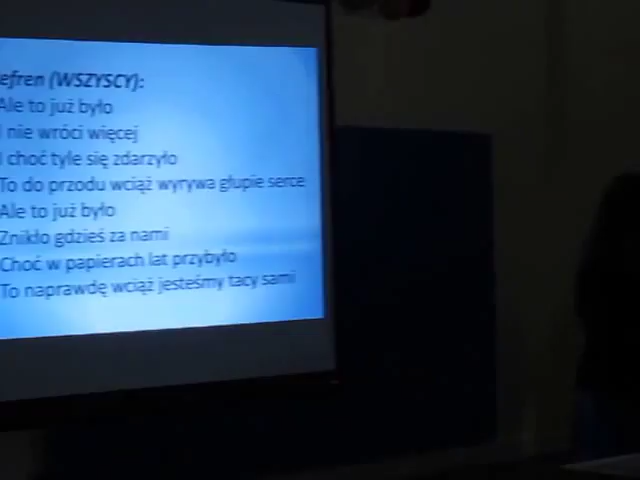 efren (WSZYSCY):
Ale to już było
I nie wróci więcej
I choć tyle się zdarzyło
To do przodu wciąż wyrywa głupie serce
Ale to już było
Znikło gdzieś za nami
Choć w papierach lat przybyło
To naprawdę wciąż jesteśmy tacy sami